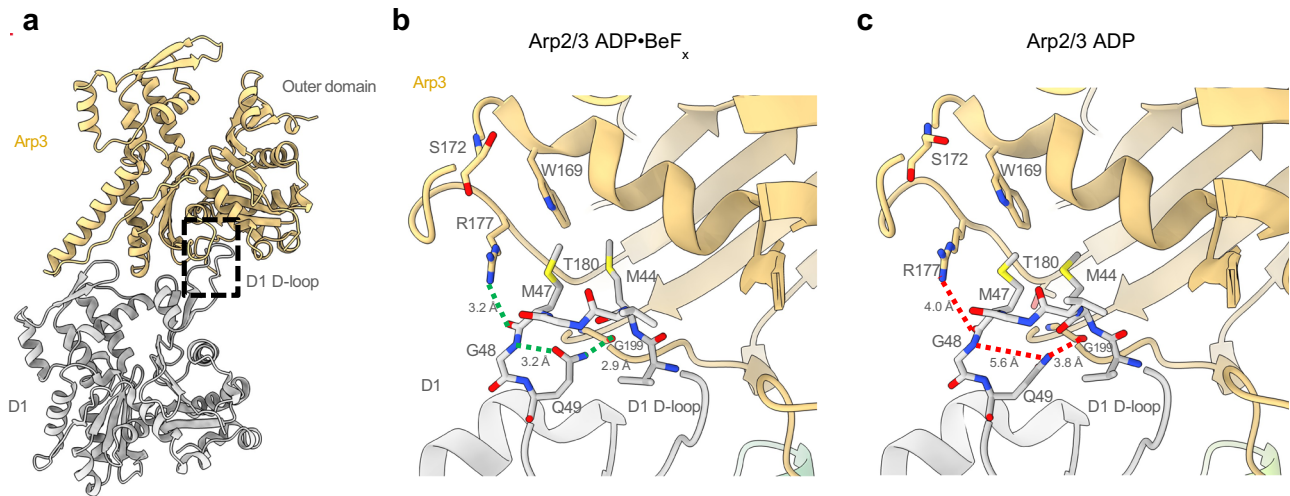 a
Arp3
Outer domain
D1 D-loop
D1
b
Arp2/3 ADP•BeFx
Arp3
S172
W169
R177
T180
M44
M47
3.2 Å
G48
G199
3.2 Å
2.9 Å
D1
Q49
D1 D-loop
c
Arp2/3 ADP
S172
W169
R177
T180
M44
M47
4.0 Å
G48
G199
5.6 Å
3.8 Å
Q49
D1 D-loop